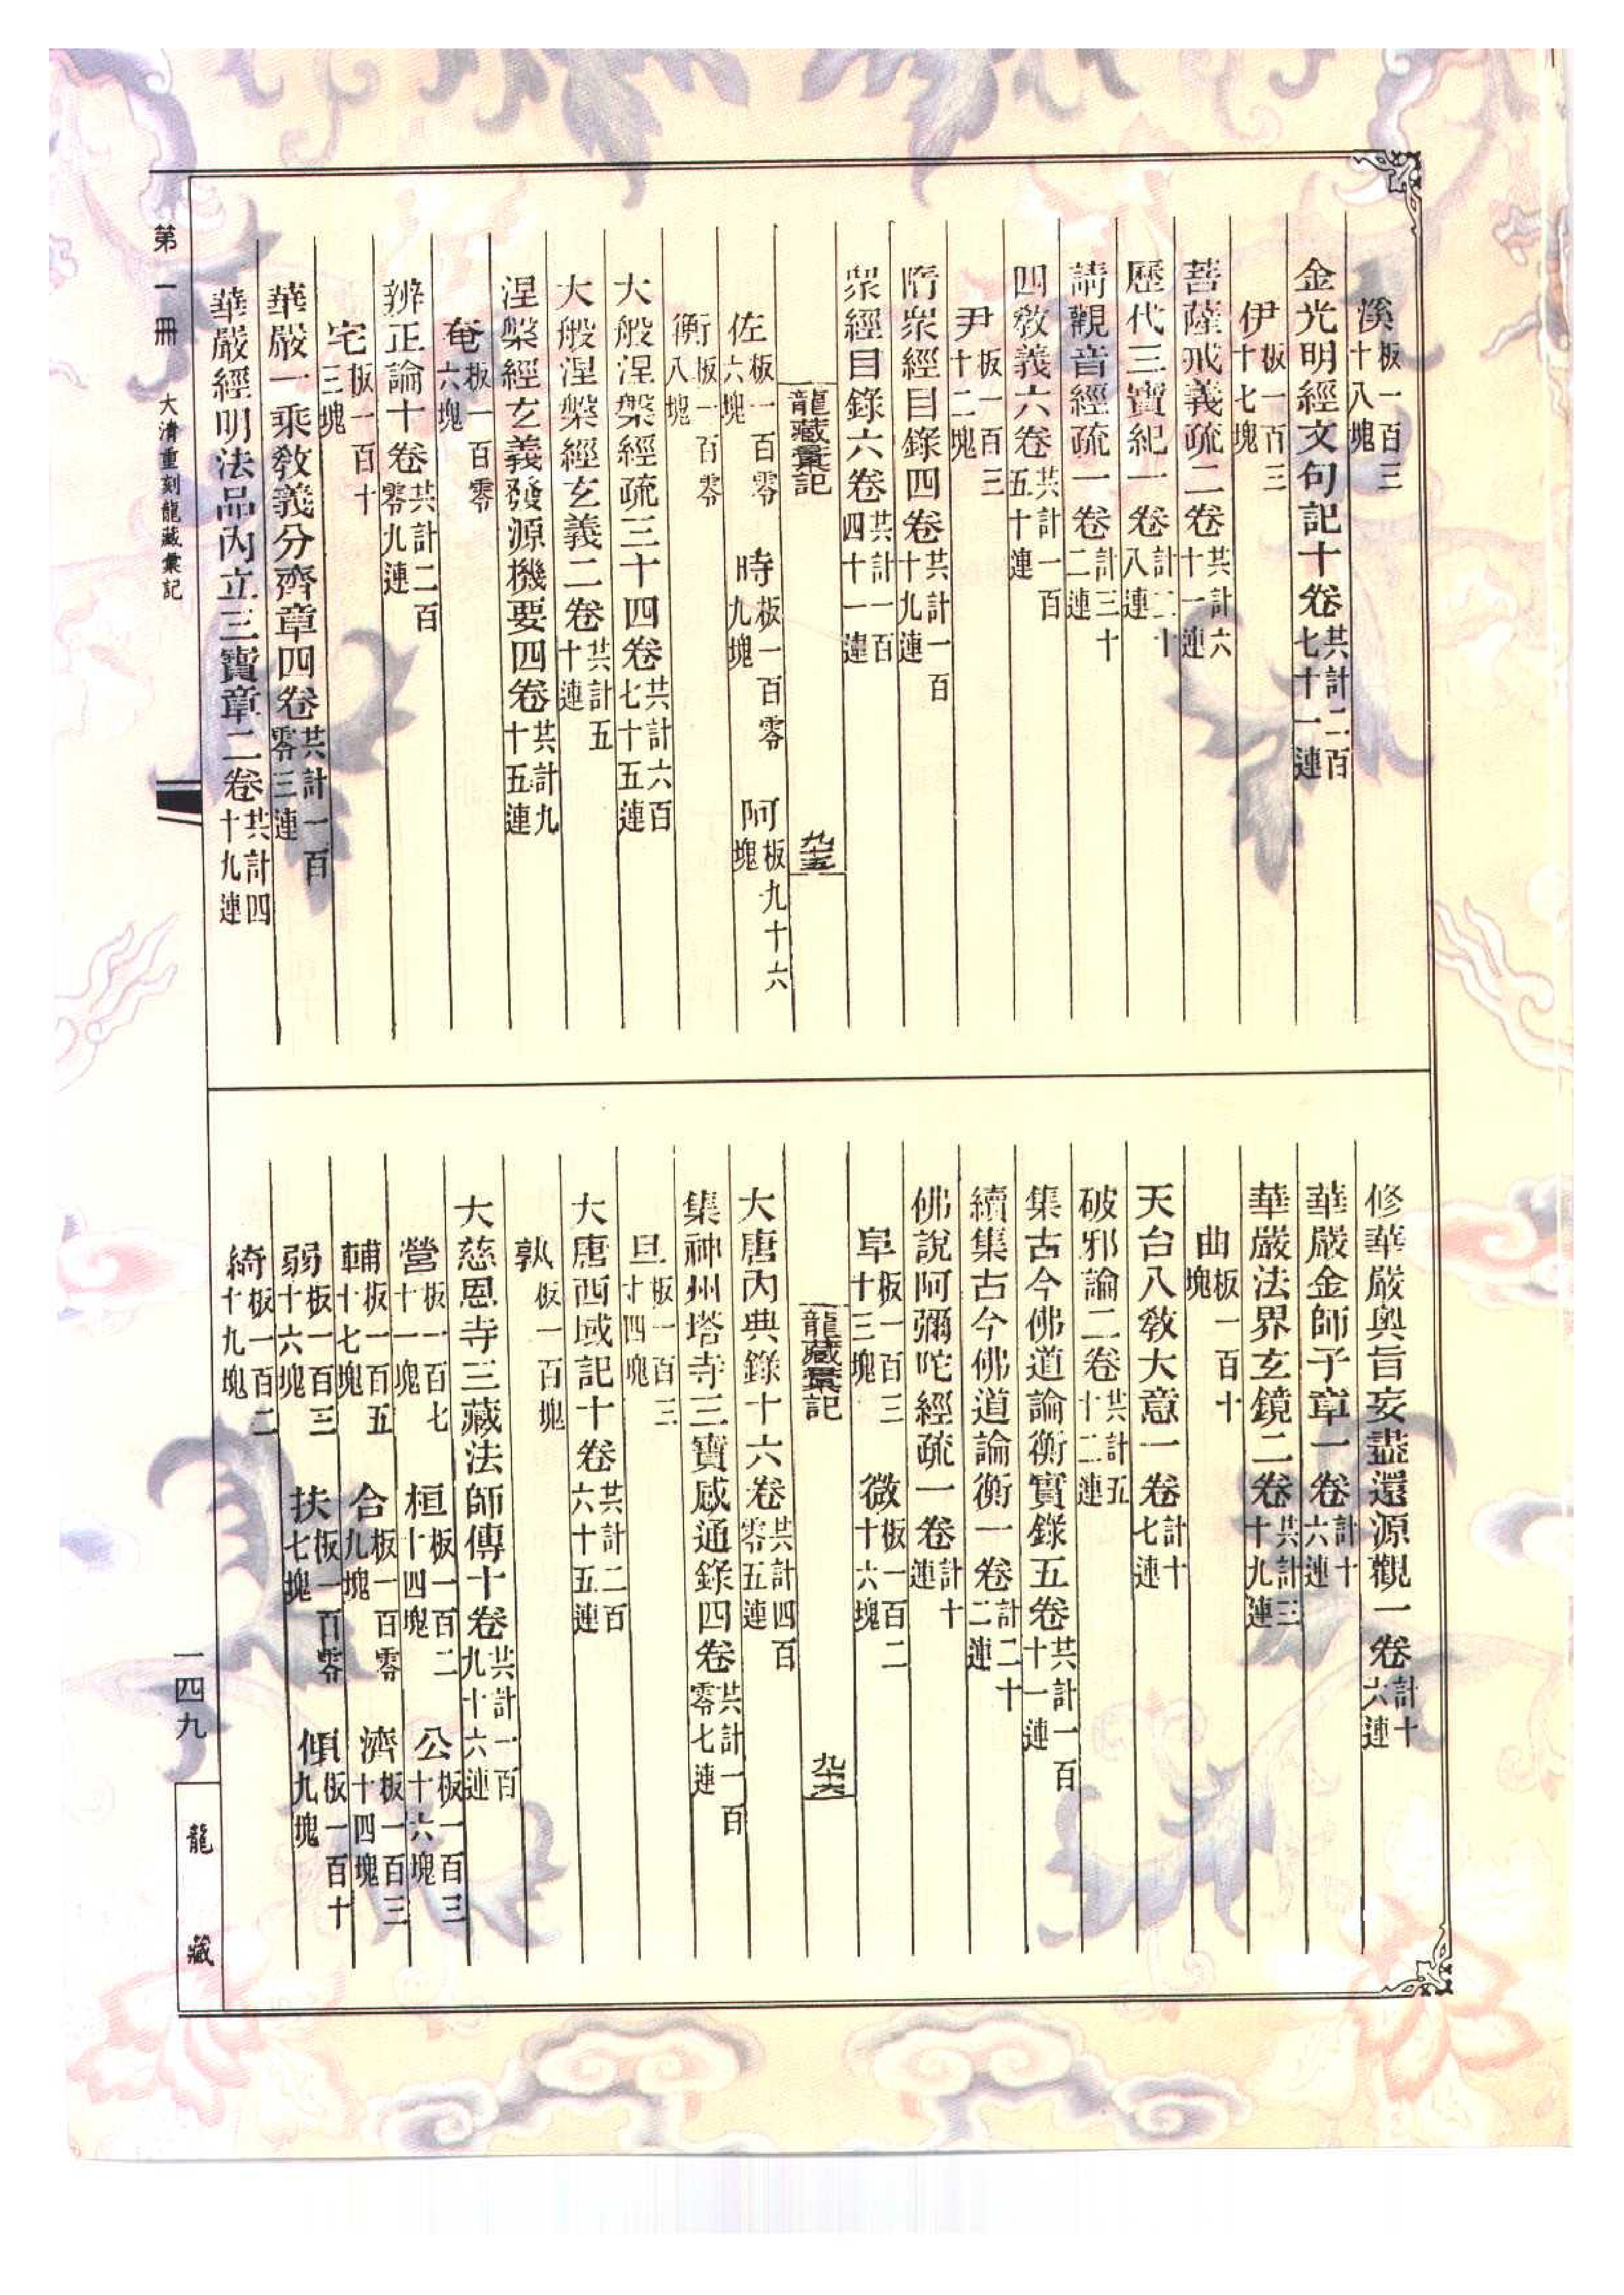 溪板一百三十八塊
金光明經文句記十卷共計二百七十一連
伊板一百三十七塊
菩薩戒義疏二卷共計六十一連
歷代三寶紀一卷計二十八連
請觀音經疏一卷計三十二連
四教義六卷共計一百五十連
尹板一百三十二塊
隋眾經目錄四卷共計一百十九連
眾經目錄六卷共計一百四十一連
龍藏彙記 九十五
佐板一百零六塊 時板一百零九塊 阿板九十六塊
衡板一百零八塊
大般涅槃經疏三十四卷共計六百七十五連
大般涅槃經玄義二卷共計五十連
涅槃經玄義發源機要四卷共計九十五連
奄板一百零六塊
辨正論十卷共計二百零九連
宅板一百十三塊
華嚴一乘教義分齊章四卷共計一百零三連
華嚴經明法品內立三寶章二卷共計四十九連
修華嚴奧旨妄盡還源觀一卷計十六連
華嚴金師子章一卷計十六連
華嚴法界玄鏡二卷共計三十九連
曲板一百十塊
天台八教大意一卷計十七連
破邪論二卷共計五十二連
集古今佛道論衡實錄五卷共計一百十一連
續集古今佛道論衡一卷計二十二連
佛說阿彌陀經疏一卷計十連
阜板一百三十三塊 微板一百二十六塊
龍藏彙記 九十六
大唐內典錄十六卷共計四百零五連
集神州塔寺三寶感通錄四卷共計一百零七連
旦板一百三十四塊
大唐西域記十卷共計二百六十五連
孰板一百塊
大慈恩寺三藏法師傳十卷共計一百九十六連
營板一百七十一塊 桓板一百二十四塊 公板一百三十六塊
輔板一百五十七塊 合板一百零九塊 濟板一百三十四塊
弱板一百三十六塊 扶板一百零七塊 傾板一百十九塊
綺板一百二十九塊
第一冊 大清重刻龍藏彙記
一四九
龍藏